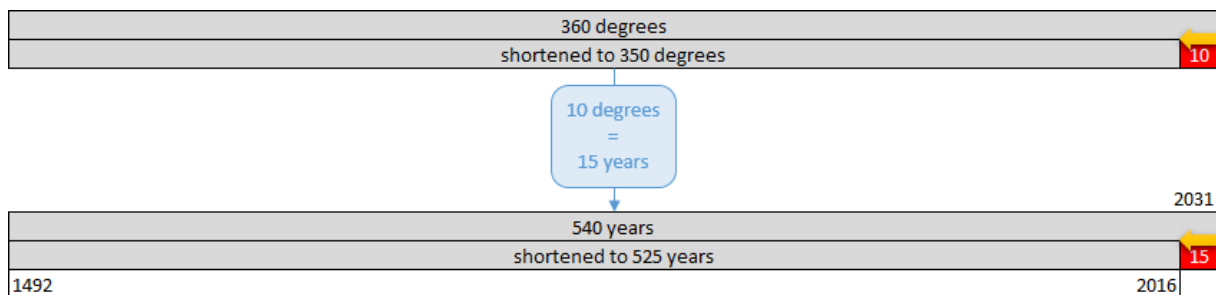 360 degrees
shortened to 350 degrees
10
10 degrees
=
15 years
2031
540 years
shortened to 525 years
15
1492
2016